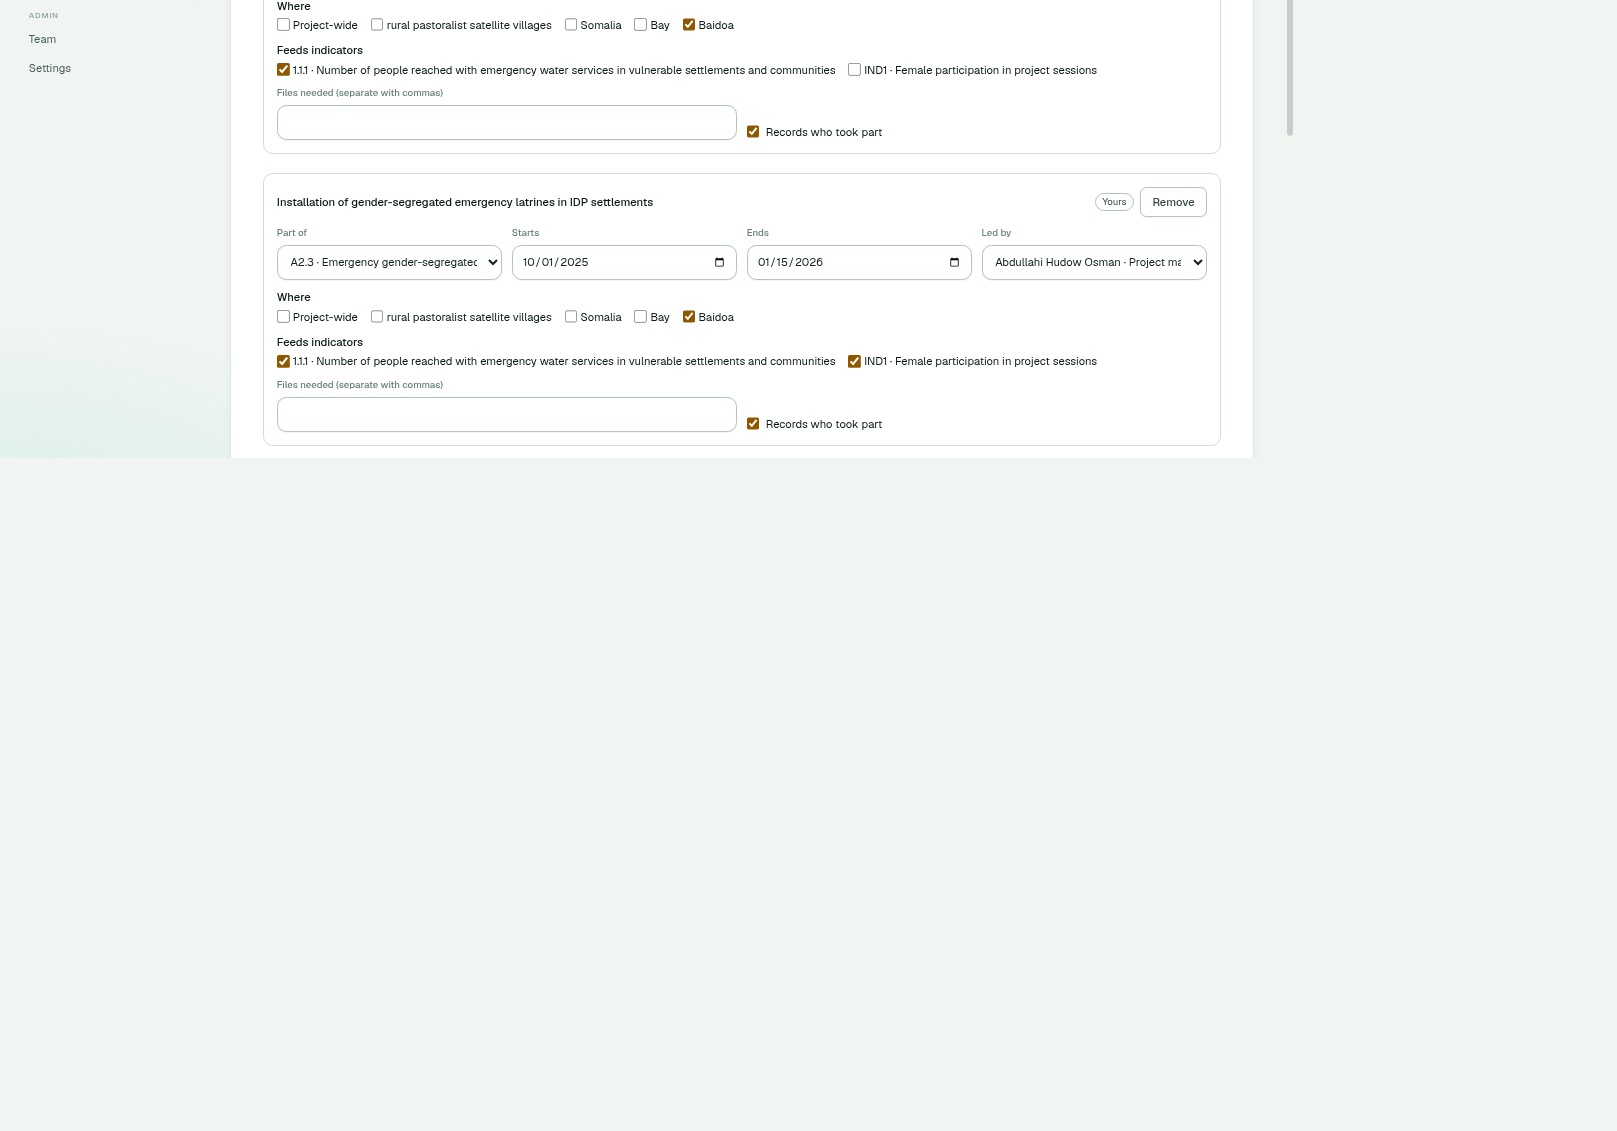 ADMIN
Team
Settings
Where
Project-wide rural pastoralist satellite villages Somalia Bay Baidoa
Feeds indicators
1.1.1 · Number of people reached with emergency water services in vulnerable settlements and communities IND1 · Female participation in project sessions
Files needed (separate with commas)
Records who took part
Installation of gender-segregated emergency latrines in IDP settlements Yours Remove
Part of Starts Ends Led by
A2.3 · Emergency gender-segregated 10/01/2025 01/15/2026 Abdullahi Hudow Osman · Project ma
Where
Project-wide rural pastoralist satellite villages Somalia Bay Baidoa
Feeds indicators
1.1.1 · Number of people reached with emergency water services in vulnerable settlements and communities IND1 · Female participation in project sessions
Files needed (separate with commas)
Records who took part